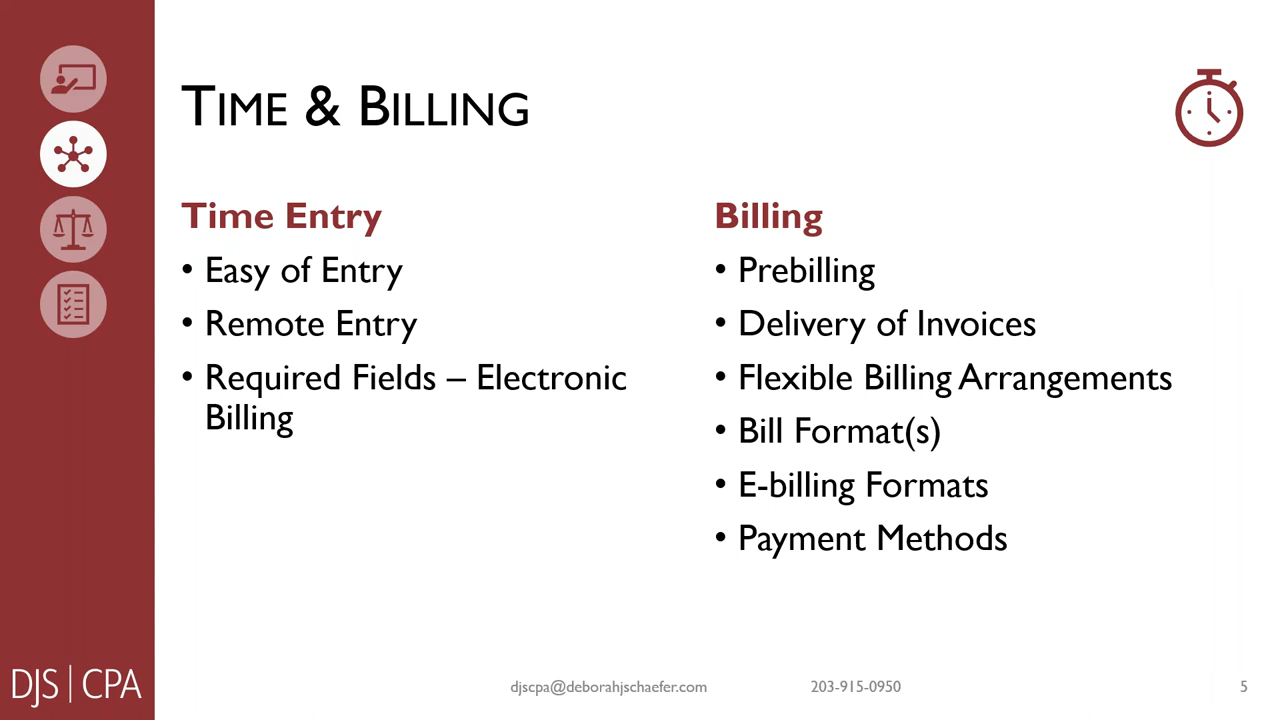 TIME & BILLING
Time Entry
• Easy of Entry
• Remote Entry
• Required Fields – Electronic
Billing
Billing
• Prebilling
• Delivery of Invoices
• Flexible Billing Arrangements
• Bill Format(s)
• E-billing Formats
• Payment Methods
DJS|CPA
djscpa@deborahjschaefer.com
203-915-0950
5